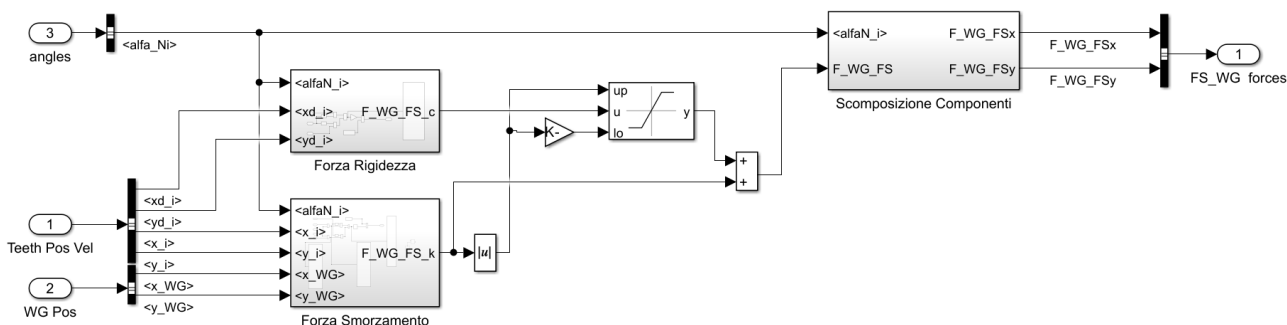 3
angles
<alfa_Ni>
<alfaN_i>
<xd_i>
<yd_i>
F_WG_FS_c
Forza Rigidezza
up
u
lo
y
K-
<alfaN_i>
F_WG_FS
F_WG_FSx
F_WG_FSy
Scomposizione Componenti
F_WG_FSx
F_WG_FSy
1
FS_WG forces
+
+
1
Teeth Pos Vel
<xd_i>
<yd_i>
<x_i>
<y_i>
2
WG Pos
<x_WG>
<y_WG>
<alfaN_i>
<x_i>
<y_i>
<x_WG>
<y_WG>
F_WG_FS_k
Forza Smorzamento
|u|